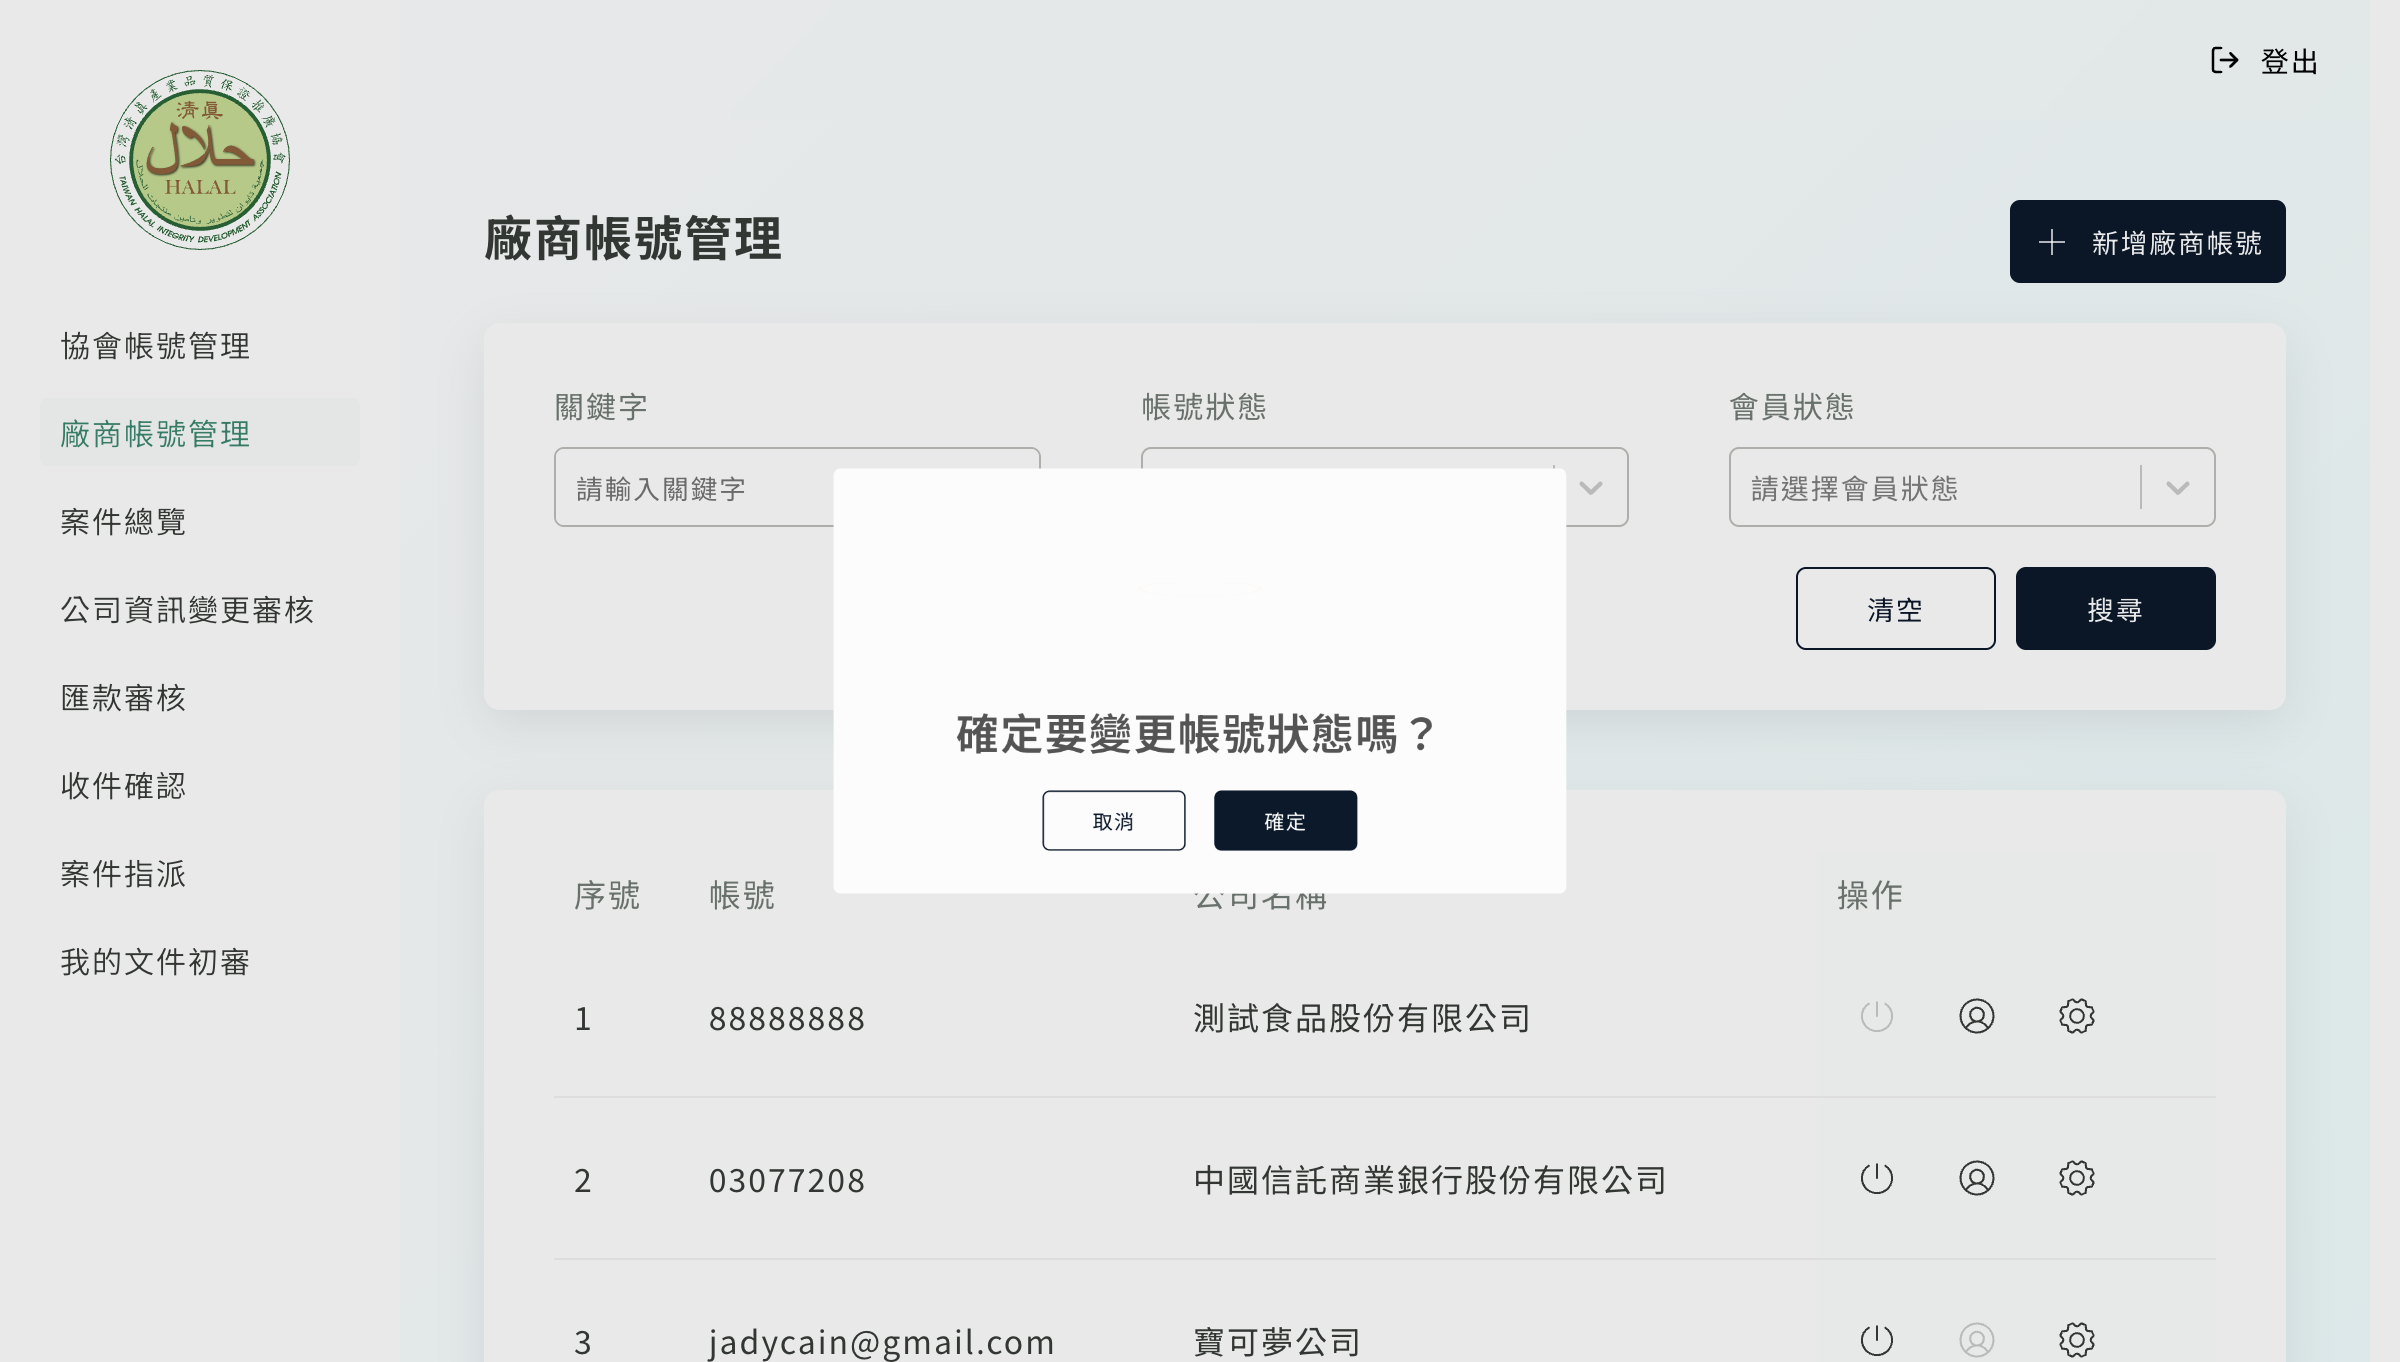 登出
台灣清真產業品質保證推廣協會
清真
حلال
HALAL
TAIWAN HALAL INTEGRITY DEVELOPMENT ASSOCIATION
廠商帳號管理
新增廠商帳號
協會帳號管理
廠商帳號管理
案件總覽
公司資訊變更審核
匯款審核
收件確認
案件指派
我的文件初審
關鍵字
帳號狀態
會員狀態
請輸入關鍵字
請選擇會員狀態
清空
搜尋
確定要變更帳號狀態嗎？
取消
確定
序號
帳號
公司名稱
操作
1
88888888
測試食品股份有限公司
2
03077208
中國信託商業銀行股份有限公司
3
jadycain@gmail.com
寶可夢公司